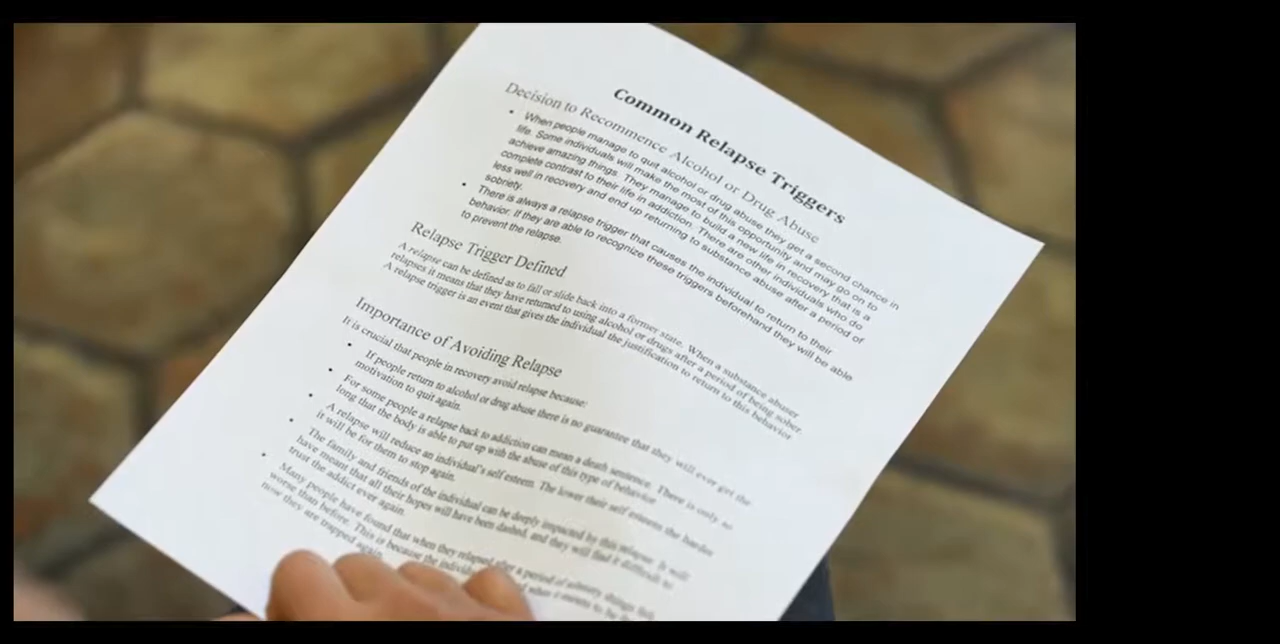 Common Relapse Triggers
Decision to Recommence Alcohol or Drug Abuse
• When people manage to quit alcohol or drug abuse they get a second chance in
life. Some individuals will make the most of this opportunity and may go on to
achieve amazing things. They manage to build a new life in recovery that is a
complete contrast to their life in addiction. There are other individuals who do
less well in recovery and end up returning to substance abuse after a period of
sobriety.
• There is always a relapse trigger that causes the individual to return to their
behavior. If they are able to recognize these triggers beforehand they will be able
to prevent the relapse.
Relapse Trigger Defined
A relapse can be defined as to fall or slide back into a former state. When a substance abuser
relapses it means that they have returned to using alcohol or drugs after a period of being sober.
A relapse trigger is an event that gives the individual the justification to return to this behavior
Importance of Avoiding Relapse
It is crucial that people in recovery avoid relapse because:
• If people return to alcohol or drug abuse there is no guarantee that they will ever get the
motivation to quit again.
• For some people a relapse back to addiction can mean a death sentence. There is only so
long that the body is able to put up with the abuse of this type of behavior.
• A relapse will reduce an individual's self esteem. The lower their self esteem the harder
it will be for them to stop again.
• The family and friends of the individual can be deeply impacted by this relapse. It will
have meant that all their hopes will have been dashed, and they will find it difficult to
trust the addict ever again.
• Many people have found that when they relapsed after a period of sobriety things felt
worse than before. This is because the when it means to be
now they are trapped again.